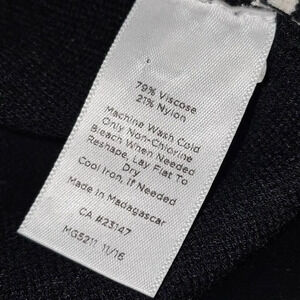 79% Viscose
21% Nylon
Machine Wash Cold
Only Non-Chlorine
Bleach When Needed
Reshape, Lay Flat To
Dry
Cool Iron, If Needed
Made In Madagascar
CA #23147
MG5211 11/16